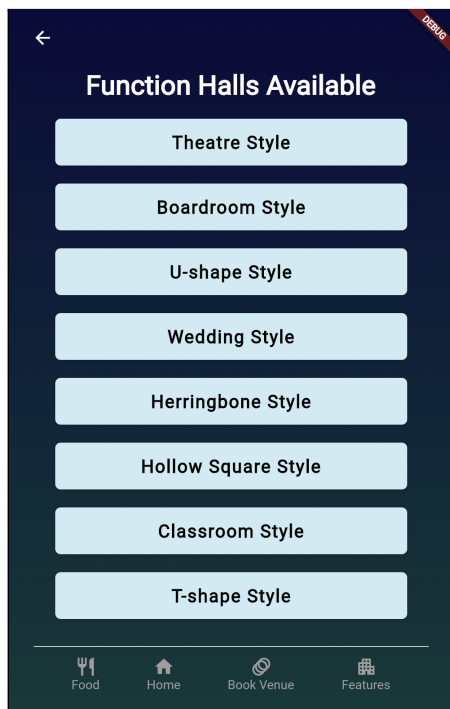 DEBUG
Function Halls Available
Theatre Style
Boardroom Style
U-shape Style
Wedding Style
Herringbone Style
Hollow Square Style
Classroom Style
T-shape Style
Food Home Book Venue Features